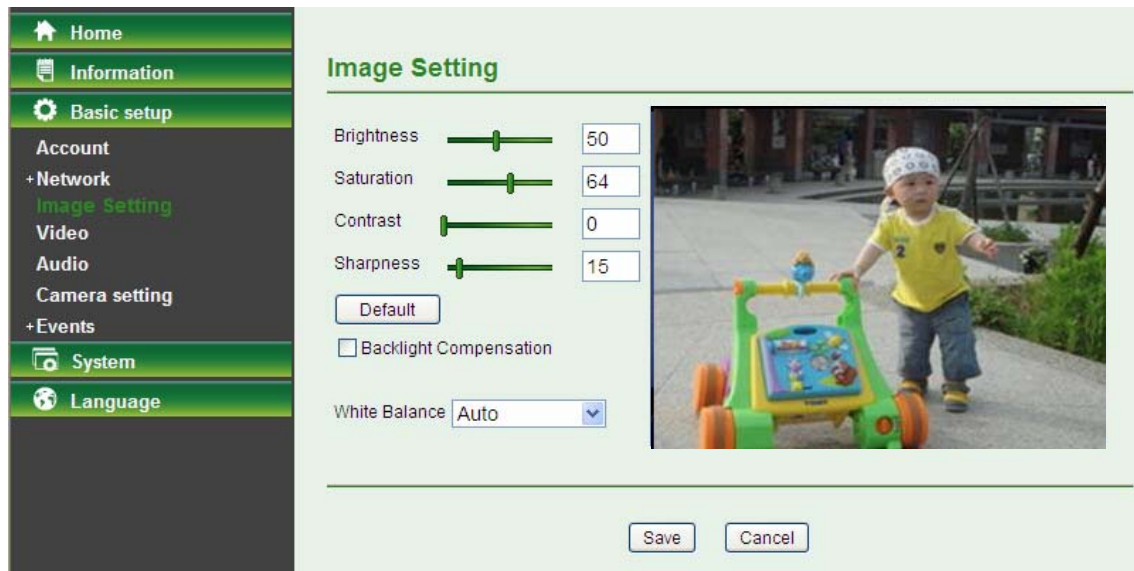 Home
Information
Basic setup
Account
+Network
Image Setting
Video
Audio
Camera setting
+Events
System
Language
Image Setting
Brightness 50
Saturation 64
Contrast 0
Sharpness 15
Default
Backlight Compensation
White Balance Auto
2
Save Cancel